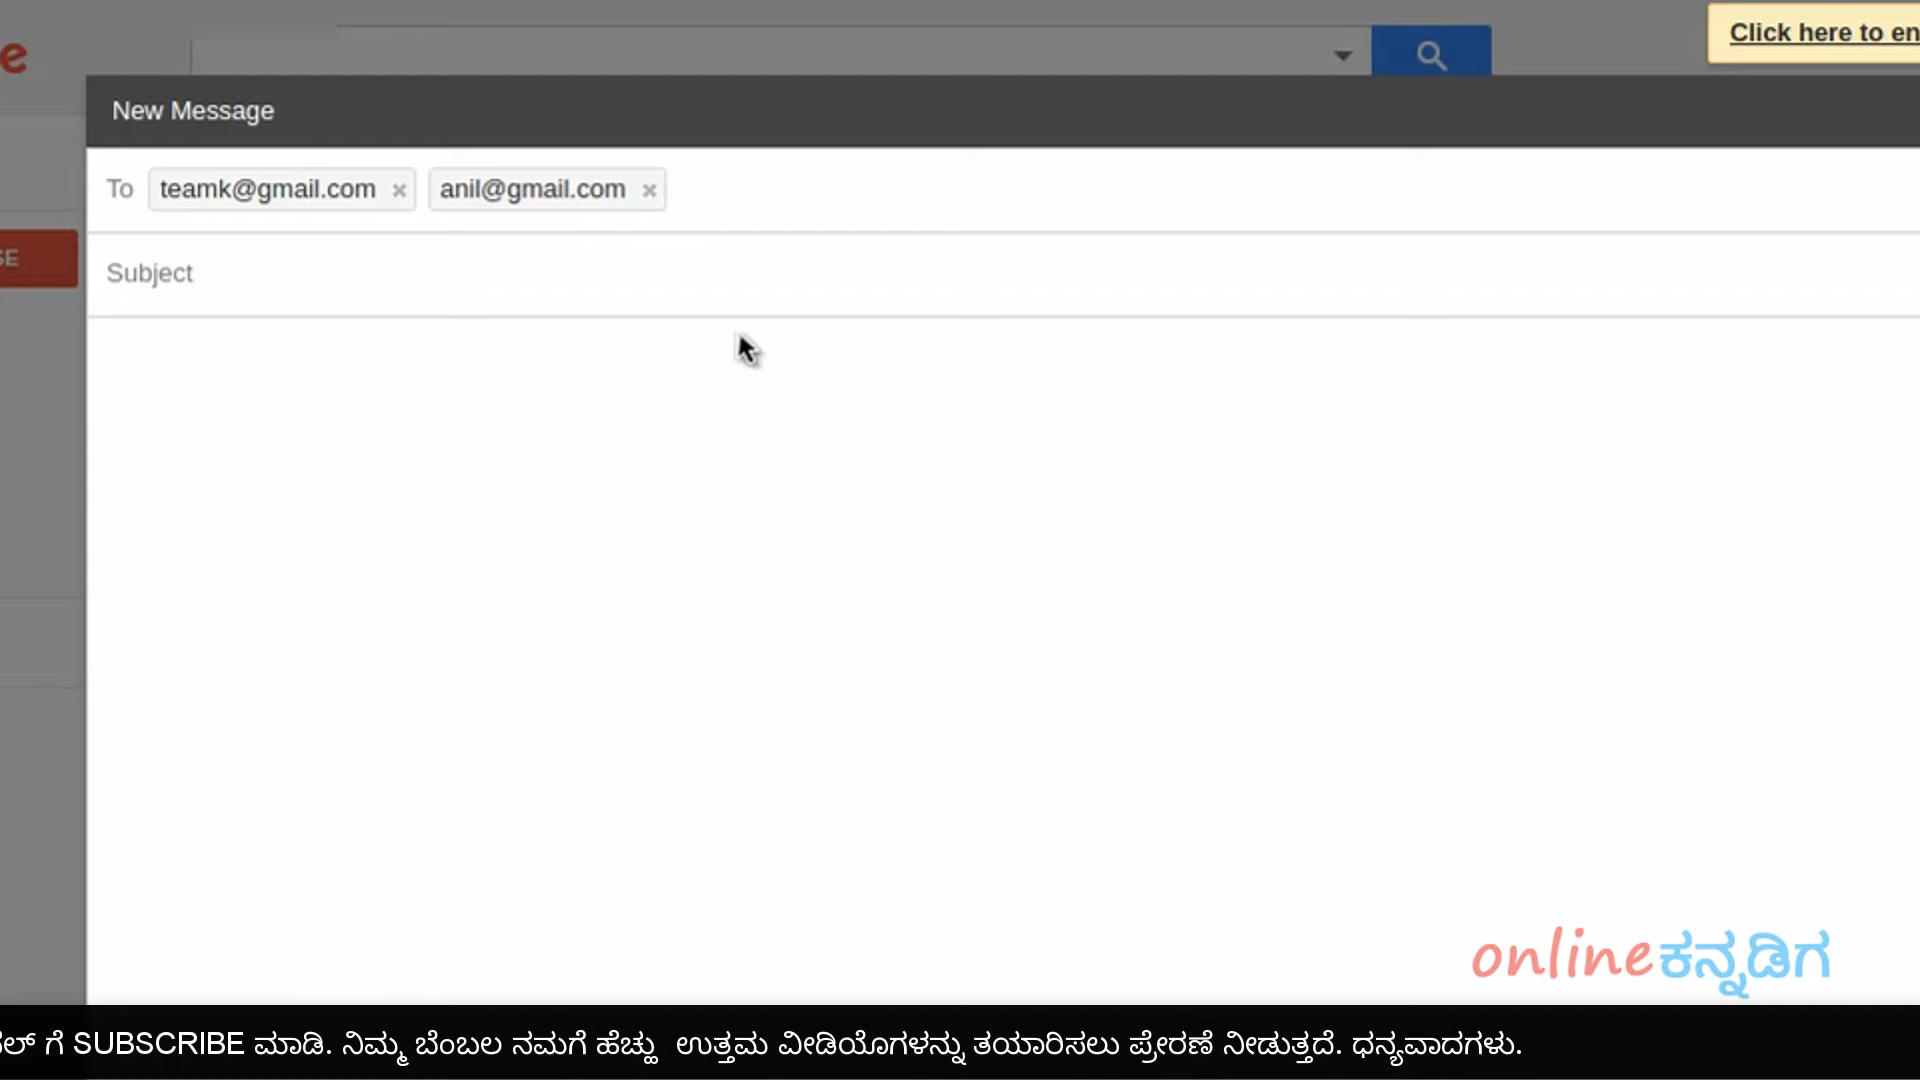 e
Click here to en
New Message
To teamk@gmail.com × anil@gmail.com ×
SE
Subject
onlineಕನ್ನಡಿಗ
ಲ್ ಗೆ SUBSCRIBE ಮಾಡಿ. ನಿಮ್ಮ ಬೆಂಬಲ ನಮಗೆ ಹೆಚ್ಚು ಉತ್ತಮ ವೀಡಿಯೊಗಳನ್ನು ತಯಾರಿಸಲು ಪ್ರೇರಣೆ ನೀಡುತ್ತದೆ. ಧನ್ಯವಾದಗಳು.